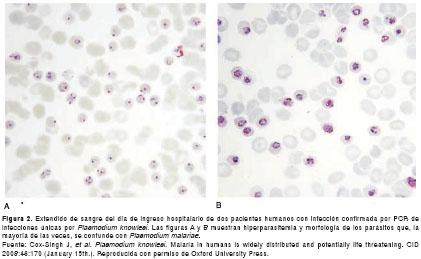 A
B
Figura 2. Extendido de sangre del día de ingreso hospitalario de dos pacientes humanos con infección confirmada por PCR de
infecciones únicas por Plasmodium knowlesi. Las figuras A y B muestran hiperparasitemia y morfología de los parásitos que, la
mayoría de las veces, se confunde con Plasmodium malariae.
Fuente: Cox-Singh J, et al. Plasmodium knowlesi. Malaria in humans is widely distributed and potentially life threatening. CID
2008:46:170 (January 15th.). Reproducida con permiso de Oxford University Press.